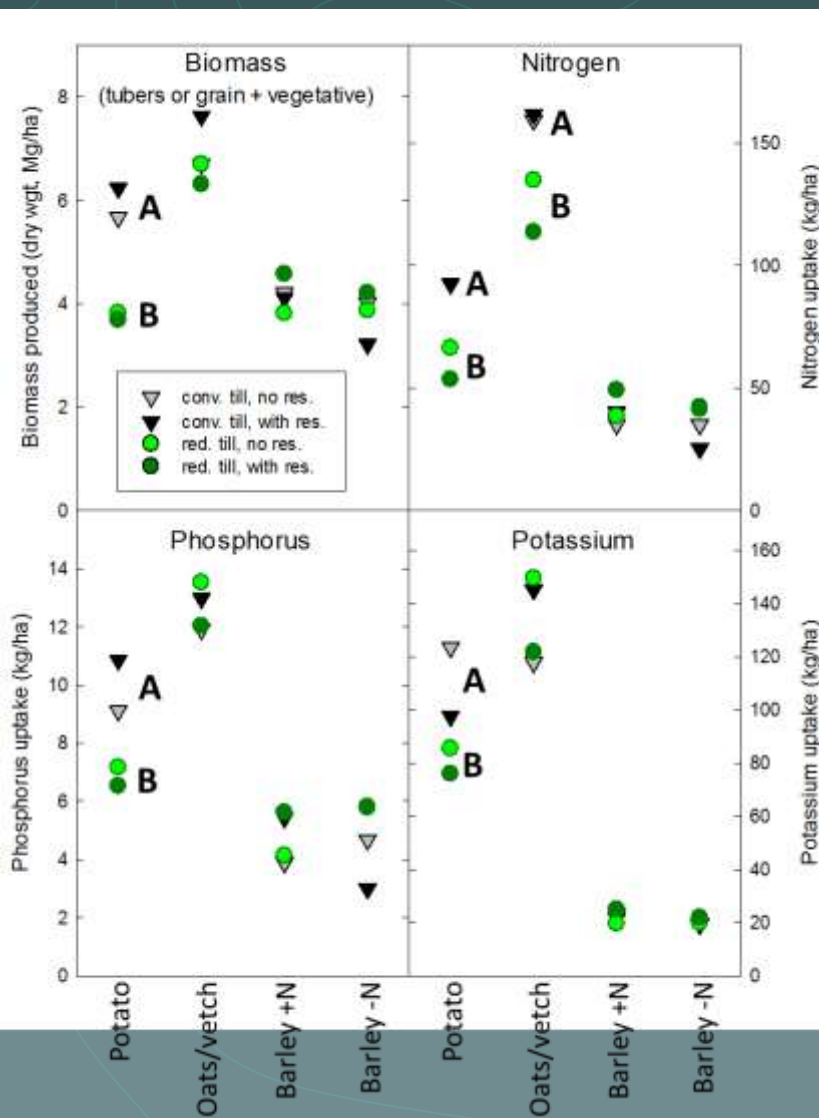 Biomass
(tubers or grain + vegetative)
Biomass produced (dry wgt, Mg/ha)
8
6
4
2
0
A
B
conv. till, no res.
conv. till, with res.
red. till, no res.
red. till, with res.
Nitrogen
A
B
A
B
150
100
50
0
Nitrogen uptake (kg/ha)
Phosphorus
Phosphorus uptake (kg/ha)
14
12
10
8
6
4
2
0
A
B
Potassium
A
B
160
140
120
100
80
60
40
20
0
Potassium uptake (kg/ha)
Potato
Oats/vetch
Barley +N
Barley -N
Potato
Oats/vetch
Barley +N
Barley -N